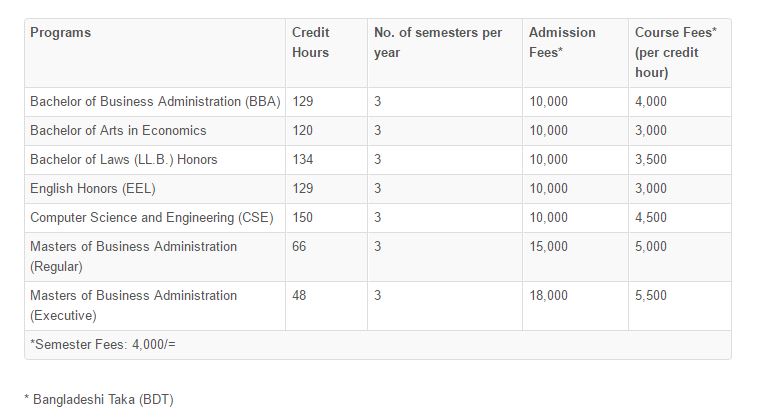 Programs Credit Hours No. of semesters per year Admission Fees* Course Fees* (per credit hour)
Bachelor of Business Administration (BBA) 129 3 10,000 4,000
Bachelor of Arts in Economics 120 3 10,000 3,000
Bachelor of Laws (LL.B.) Honors 134 3 10,000 3,500
English Honors (EEL) 129 3 10,000 3,000
Computer Science and Engineering (CSE) 150 3 10,000 4,500
Masters of Business Administration (Regular) 66 3 15,000 5,000
Masters of Business Administration (Executive) 48 3 18,000 5,500
*Semester Fees: 4,000/=
* Bangladeshi Taka (BDT)